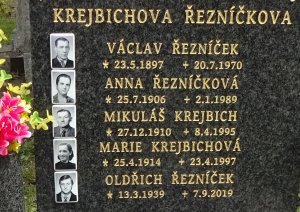 KREJBICHOVA ŘEZNÍČKOVA
VÁCLAV ŘEZNÍČEK
* 23.5.1897 + 20.7.1970
ANNA ŘEZNÍČKOVÁ
* 25.7.1906 + 2.1.1989
MIKULÁŠ KREJBICH
* 27.12.1910 + 8.4.1995
MARIE KREJBICHOVÁ
* 25.4.1914 + 23.4.1997
OLDŘICH ŘEZNÍČEK
* 13.3.1939 + 7.9.2019